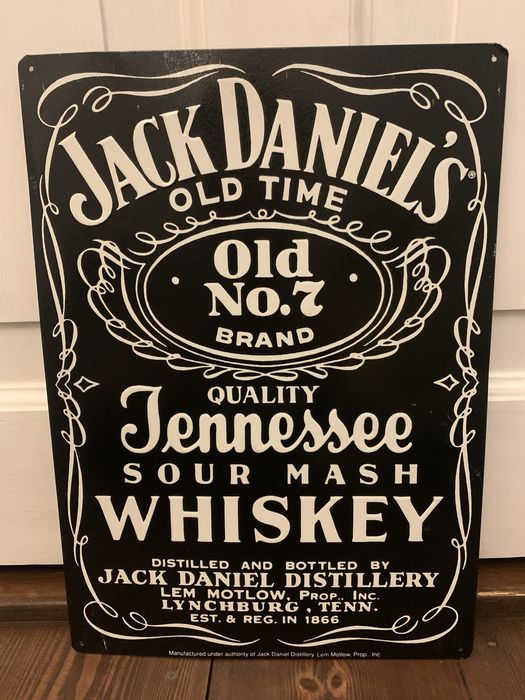 JACK DANIEL'S®
OLD TIME
Old
No.7
BRAND
QUALITY
Tennessee
SOUR MASH
WHISKEY
DISTILLED AND BOTTLED BY
JACK DANIEL DISTILLERY
LEM MOTLOW, PROP., INC.
LYNCHBURG, TENN.
EST. & REG. IN 1866
Manufactured under authority of Jack Daniel Distillery, Lem Motlow, Prop., Inc.